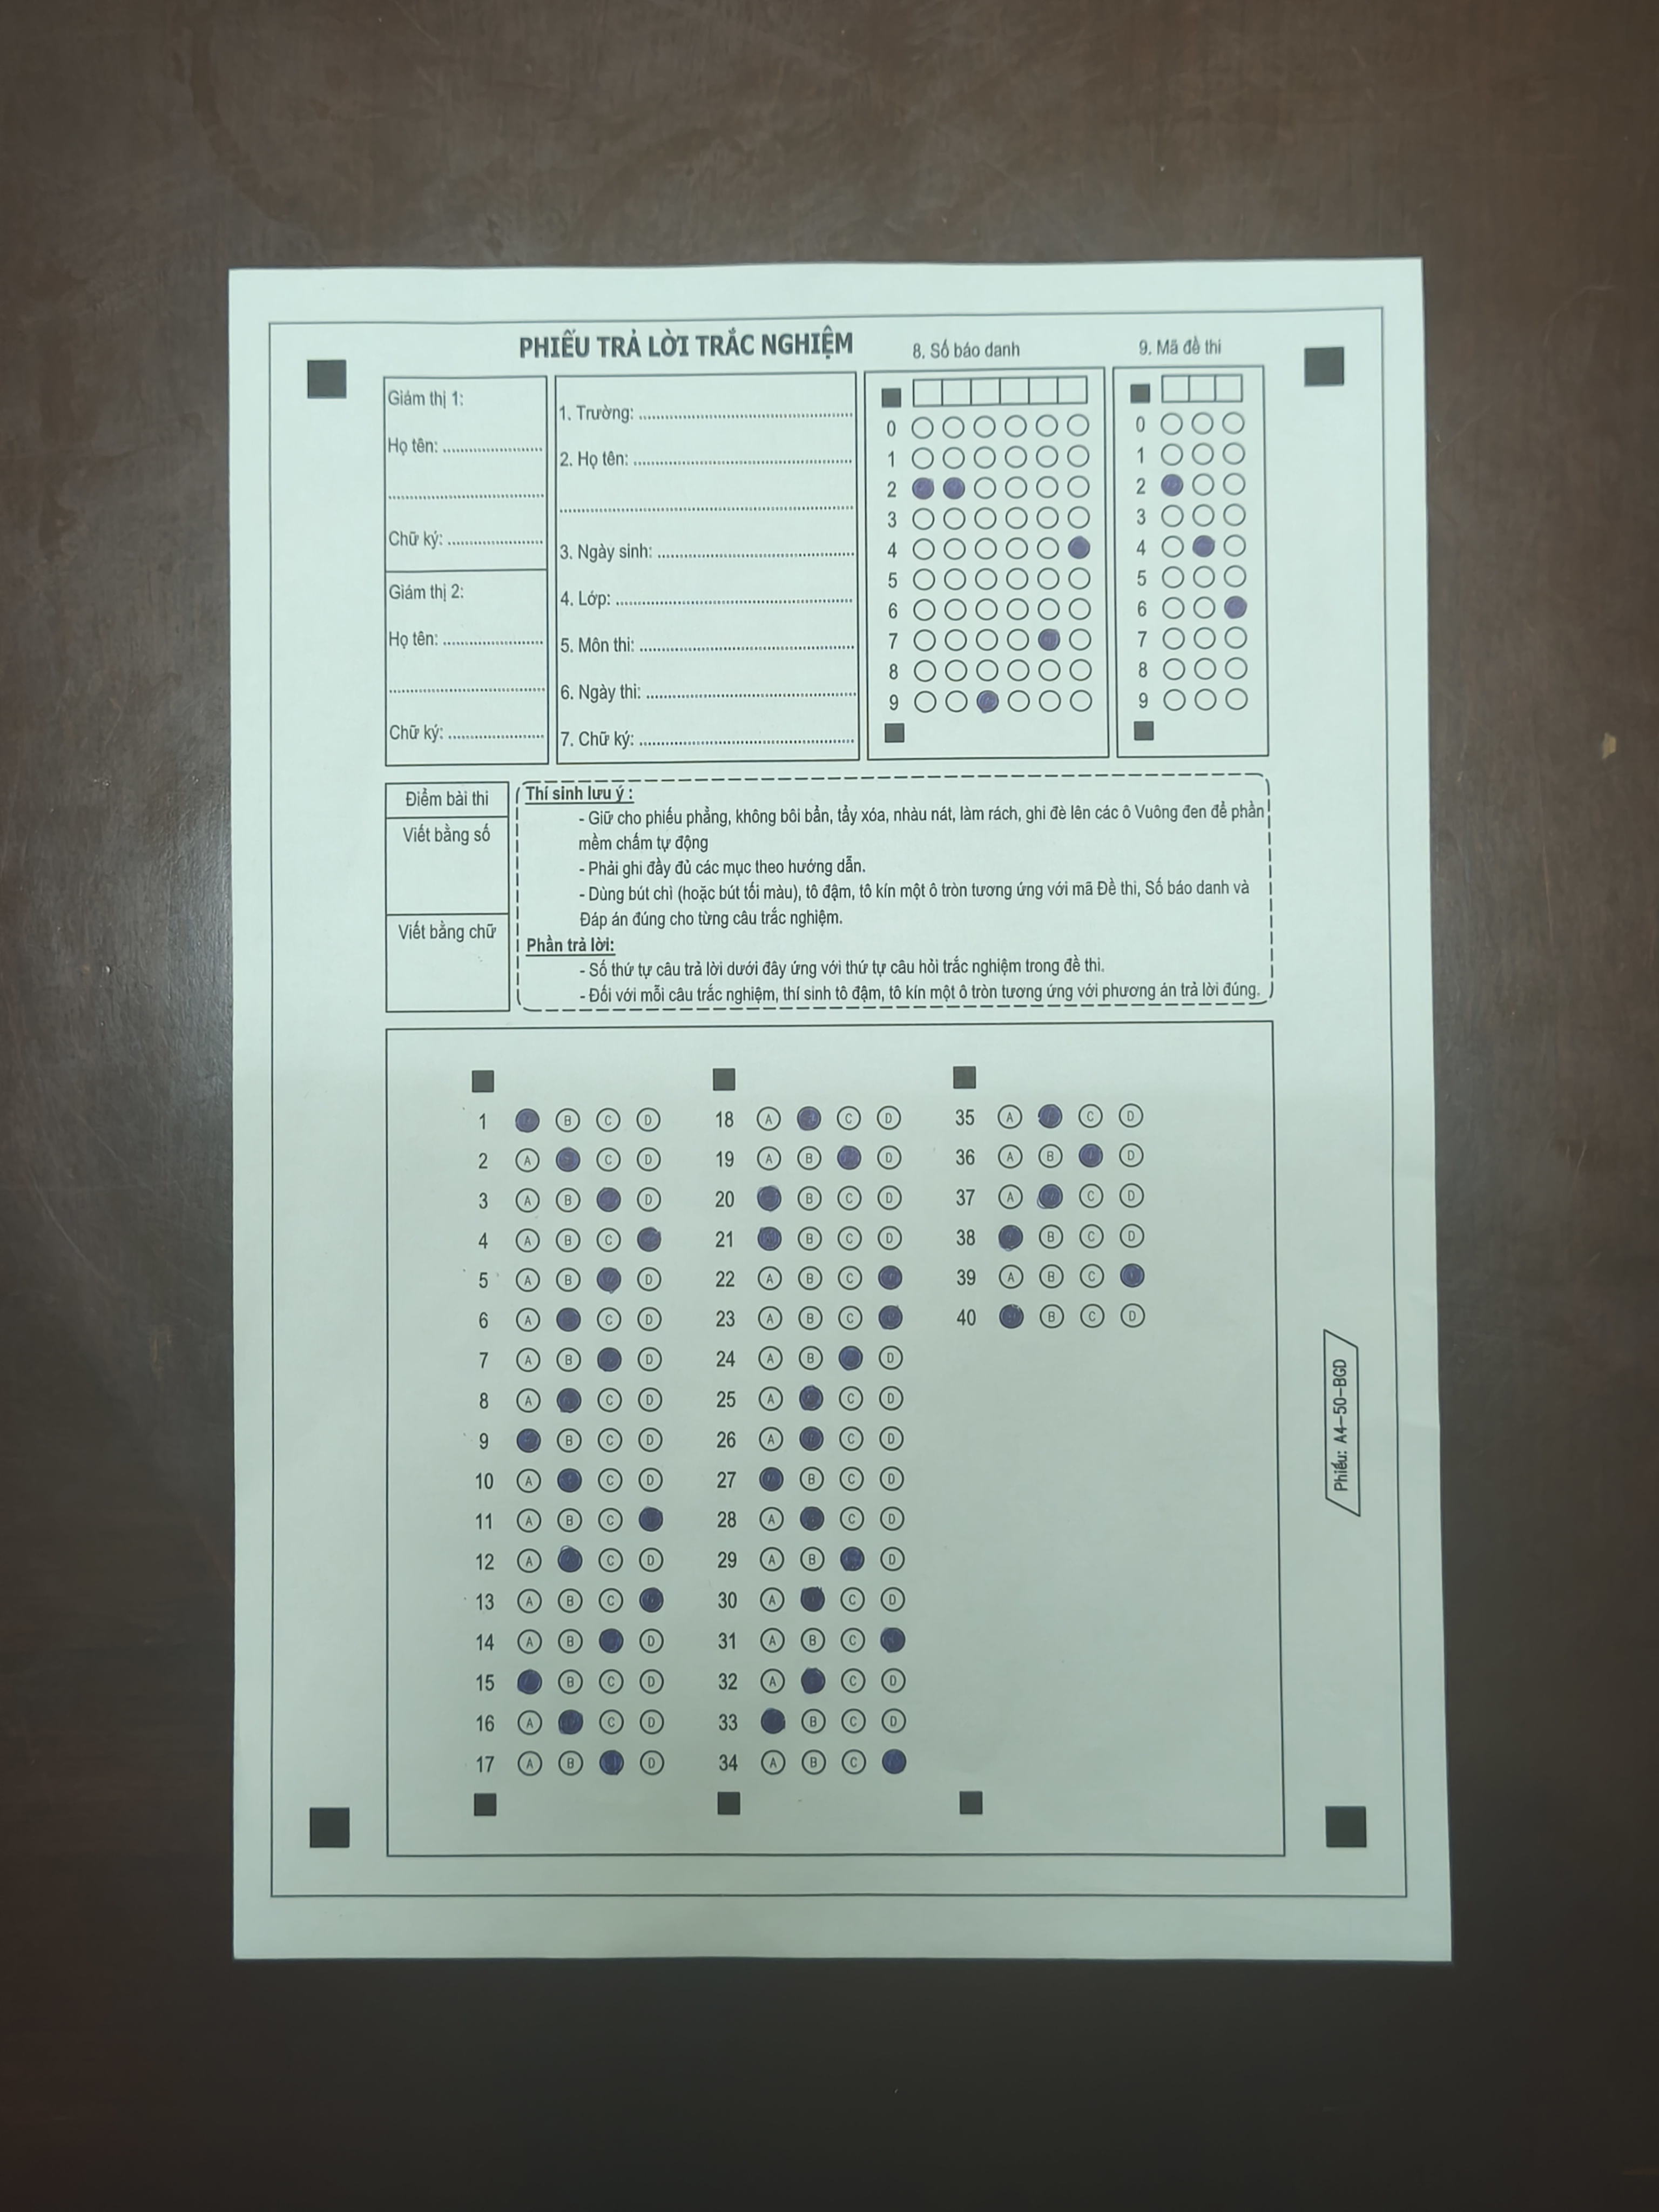 PHIẾU TRẢ LỜI TRẮC NGHIỆM
8. Số báo danh
9. Mã đề thi
Giám thị 1:
Họ tên: ....................
................................
Chữ ký: ....................
Giám thị 2:
Họ tên: ....................
................................
Chữ ký: ....................
1. Trường: ............................................
2. Họ tên: ............................................
............................................................
3. Ngày sinh: ........................................
4. Lớp: ................................................
5. Môn thi: ............................................
6. Ngày thi: ..........................................
7. Chữ ký: ............................................
0 0
1 1
2 2
3 3
4 4
5 5
6 6
7 7
8 8
9 9
Điểm bài thi
Viết bằng số
Viết bằng chữ
Thí sinh lưu ý :
- Giữ cho phiếu phẳng, không bôi bẩn, tẩy xóa, nhàu nát, làm rách, ghi đè lên các ô Vuông đen để phần
mềm chấm tự động
- Phải ghi đầy đủ các mục theo hướng dẫn.
- Dùng bút chì (hoặc bút tối màu), tô đậm, tô kín một ô tròn tương ứng với mã Đề thi, Số báo danh và
Đáp án đúng cho từng câu trắc nghiệm.
Phần trả lời:
- Số thứ tự câu trả lời dưới đây ứng với thứ tự câu hỏi trắc nghiệm trong đề thi.
- Đối với mỗi câu trắc nghiệm, thí sinh tô đậm, tô kín một ô tròn tương ứng với phương án trả lời đúng.
1 B C D
2 A C D
3 A B D
4 A B C
5 A B D
6 A C D
7 A B D
8 A C D
9 B C D
10 A C D
11 A B C
12 A C D
13 A B C
14 A B D
15 B C D
16 A C D
17 A B D
18 A C D
19 A B D
20 B C D
21 B C D
22 A B C
23 A B C
24 A B D
25 A C D
26 A C D
27 B C D
28 A C D
29 A B D
30 A C D
31 A B C
32 A C D
33 B C D
34 A B C
35 A C D
36 A B D
37 A C D
38 B C D
39 A B C
40 B C D
Phiếu: A4-50-BGD